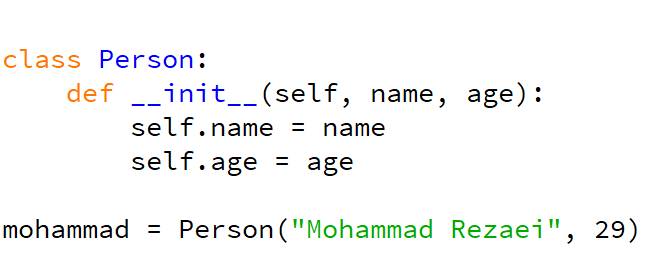 class Person:
    def __init__(self, name, age):
        self.name = name
        self.age = age

mohammad = Person("Mohammad Rezaei", 29)